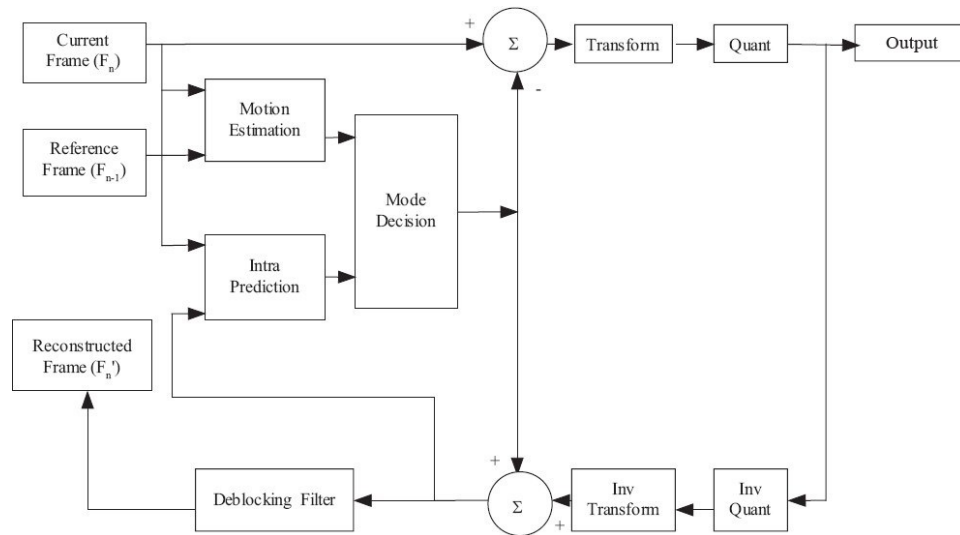 Current
Frame (Fn)
+
Σ
Transform
Quant
Output
-
Motion
Estimation
Reference
Frame (Fn-1)
Mode
Decision
Intra
Prediction
Reconstructed
Frame (Fn')
+
Deblocking Filter
Σ
+
Inv
Transform
Inv
Quant